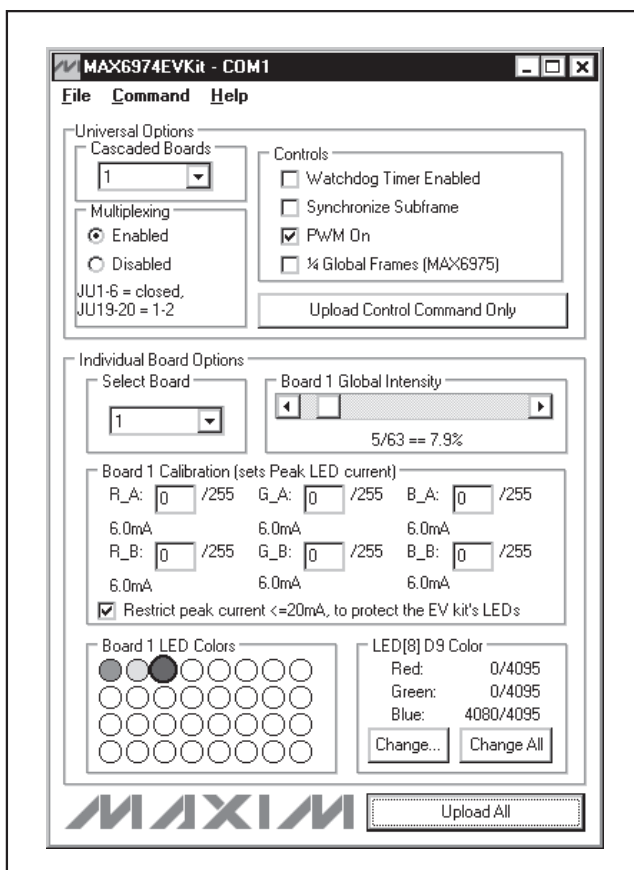 MAX6974EVKit - COM1
File Command Help
Universal Options
Cascaded Boards
1
Multiplexing
Enabled
Disabled
JU1-6 = closed,
JU19-20 = 1-2
Controls
Watchdog Timer Enabled
Synchronize Subframe
PWM On
¼ Global Frames (MAX6975)
Upload Control Command Only
Individual Board Options
Select Board
1
Board 1 Global Intensity
5/63 == 7.9%
Board 1 Calibration (sets Peak LED current)
R_A: 0 /255 G_A: 0 /255 B_A: 0 /255
6.0mA 6.0mA 6.0mA
R_B: 0 /255 G_B: 0 /255 B_B: 0 /255
6.0mA 6.0mA 6.0mA
Restrict peak current <=20mA, to protect the EV kit's LEDs
Board 1 LED Colors
LED[8] D9 Color
Red: 0/4095
Green: 0/4095
Blue: 4080/4095
Change... Change All
MAXIM
Upload All